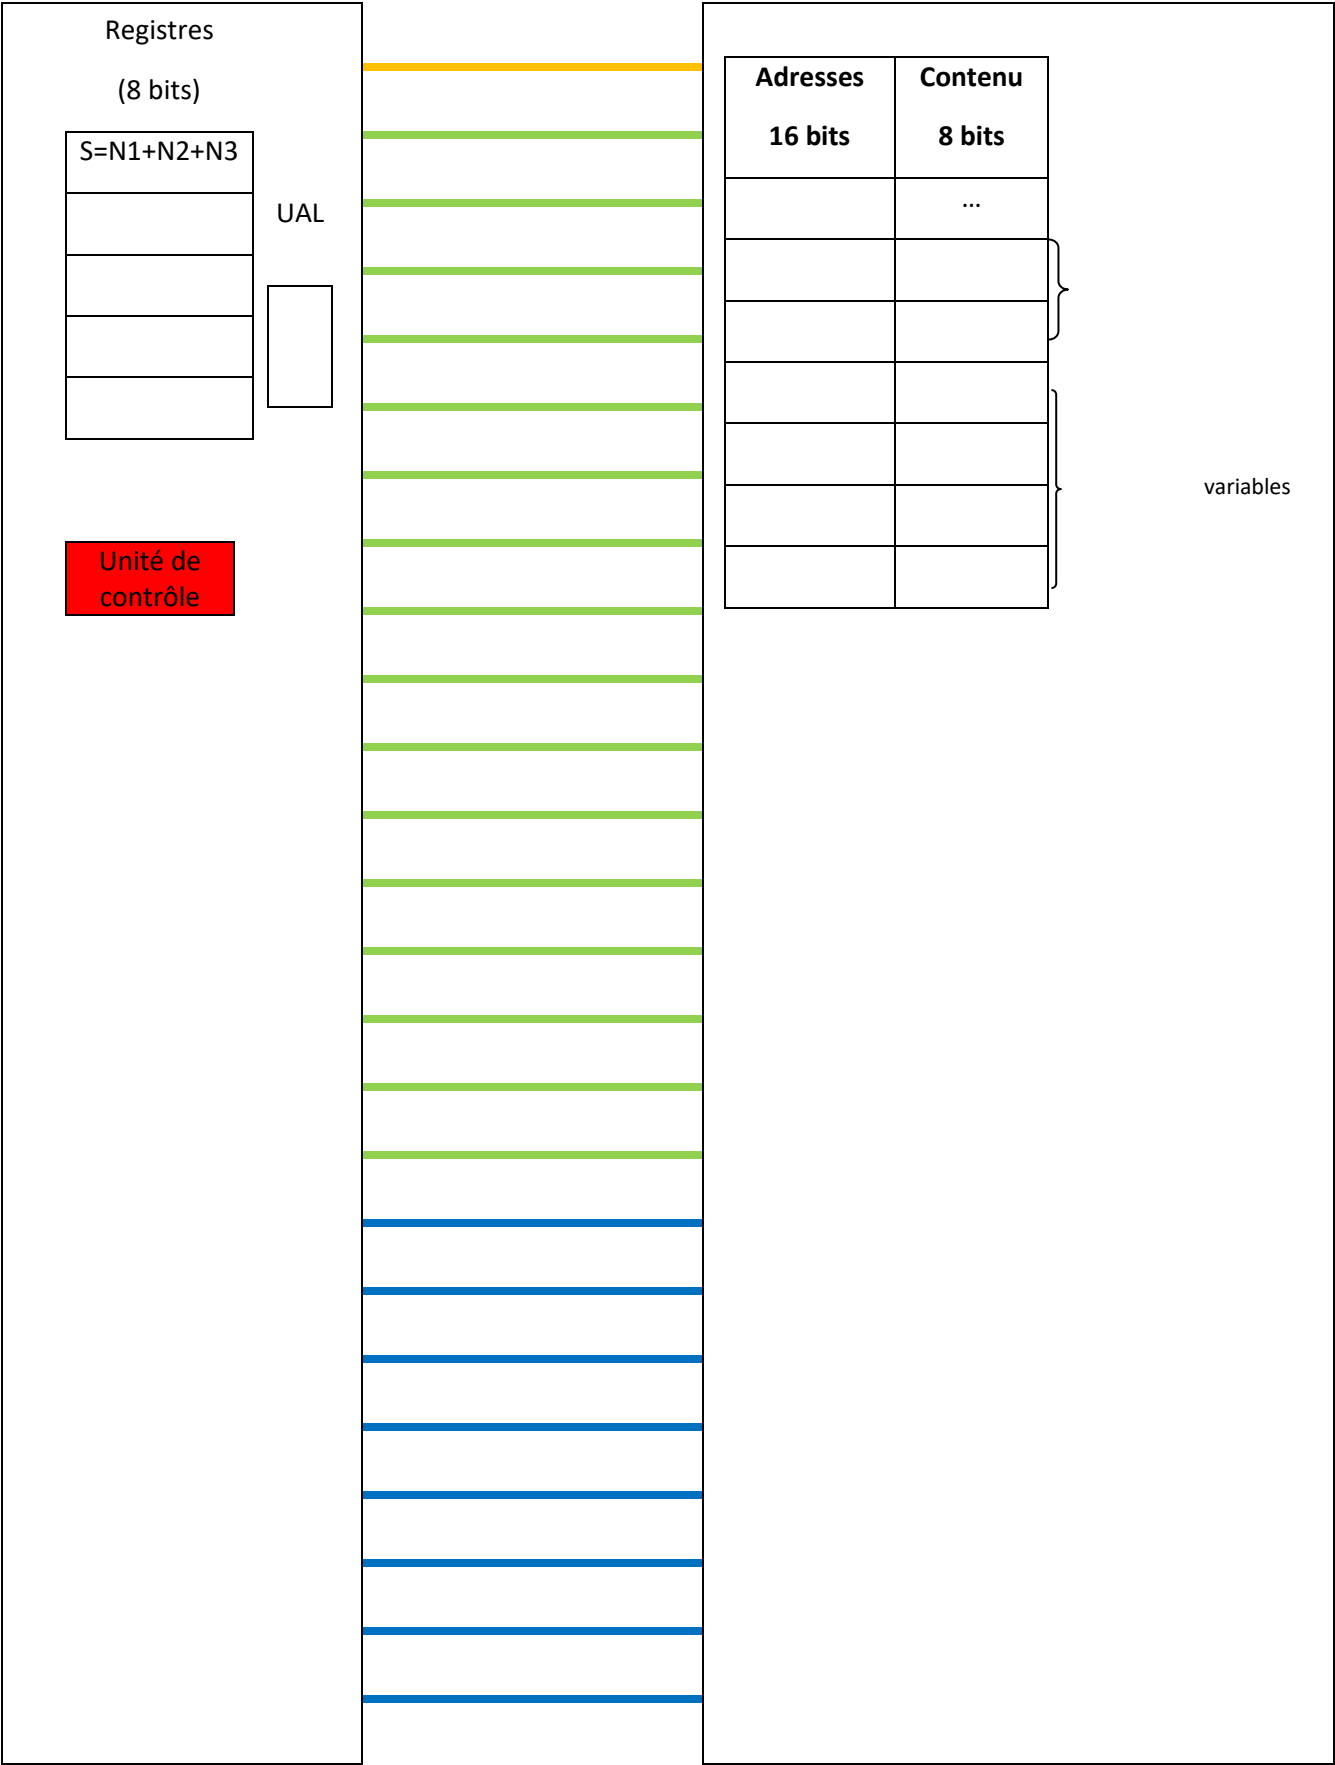 Registres
(8 bits)
S=N1+N2+N3
UAL
Unité de
contrôle
Adresses
16 bits
Contenu
8 bits
...
variables